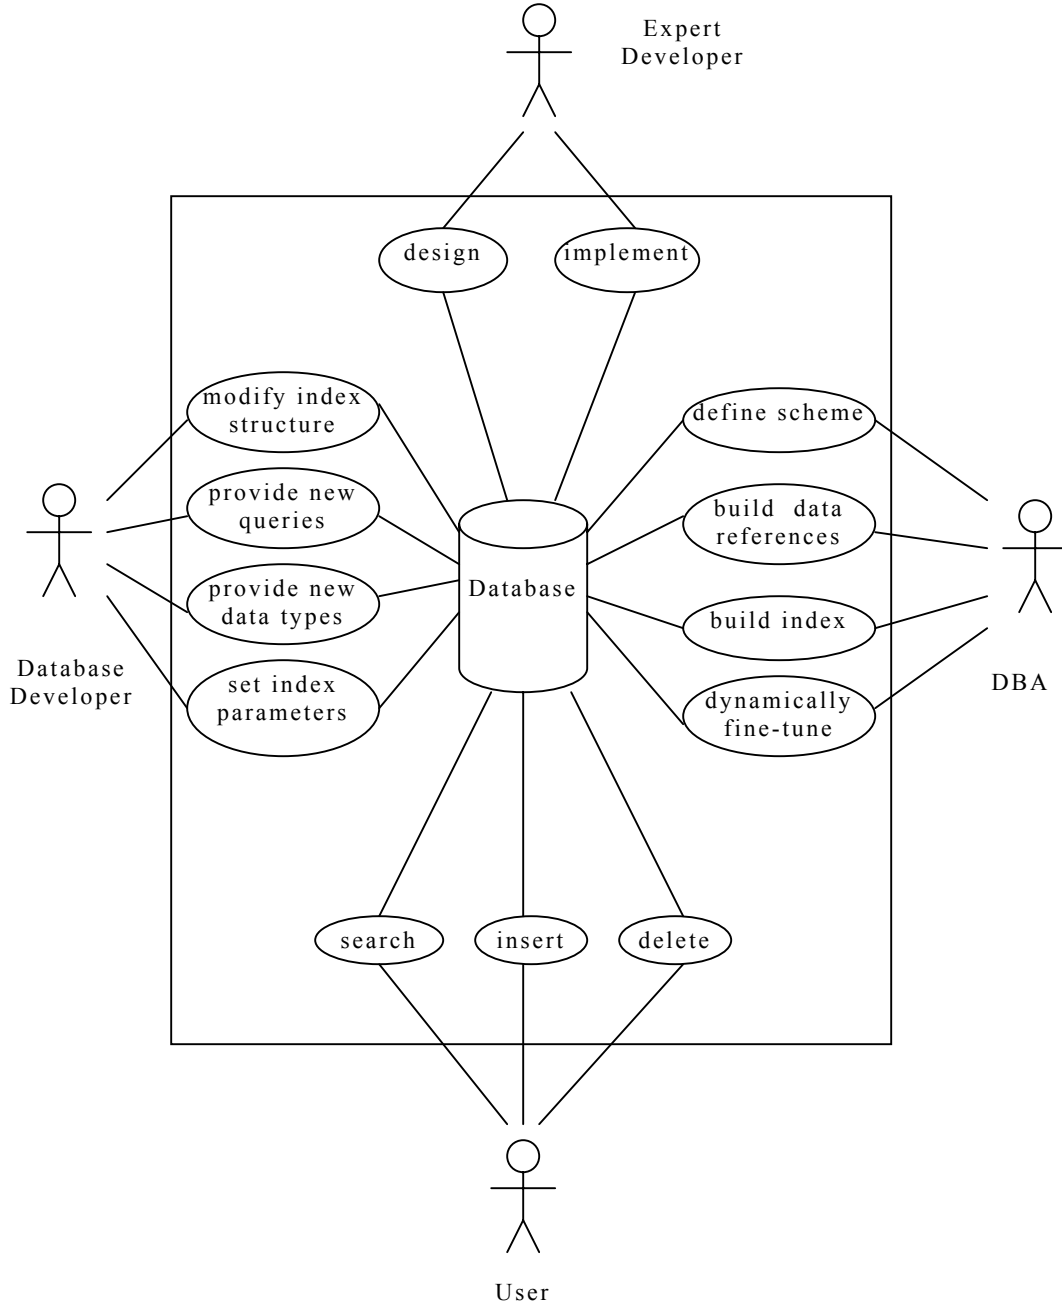 Expert
Developer
design
implement
modify index
structure
define scheme
provide new
queries
build data
references
Database
provide new
data types
build index
Database
Developer
set index
parameters
DBA
dynamically
fine-tune
search
insert
delete
User